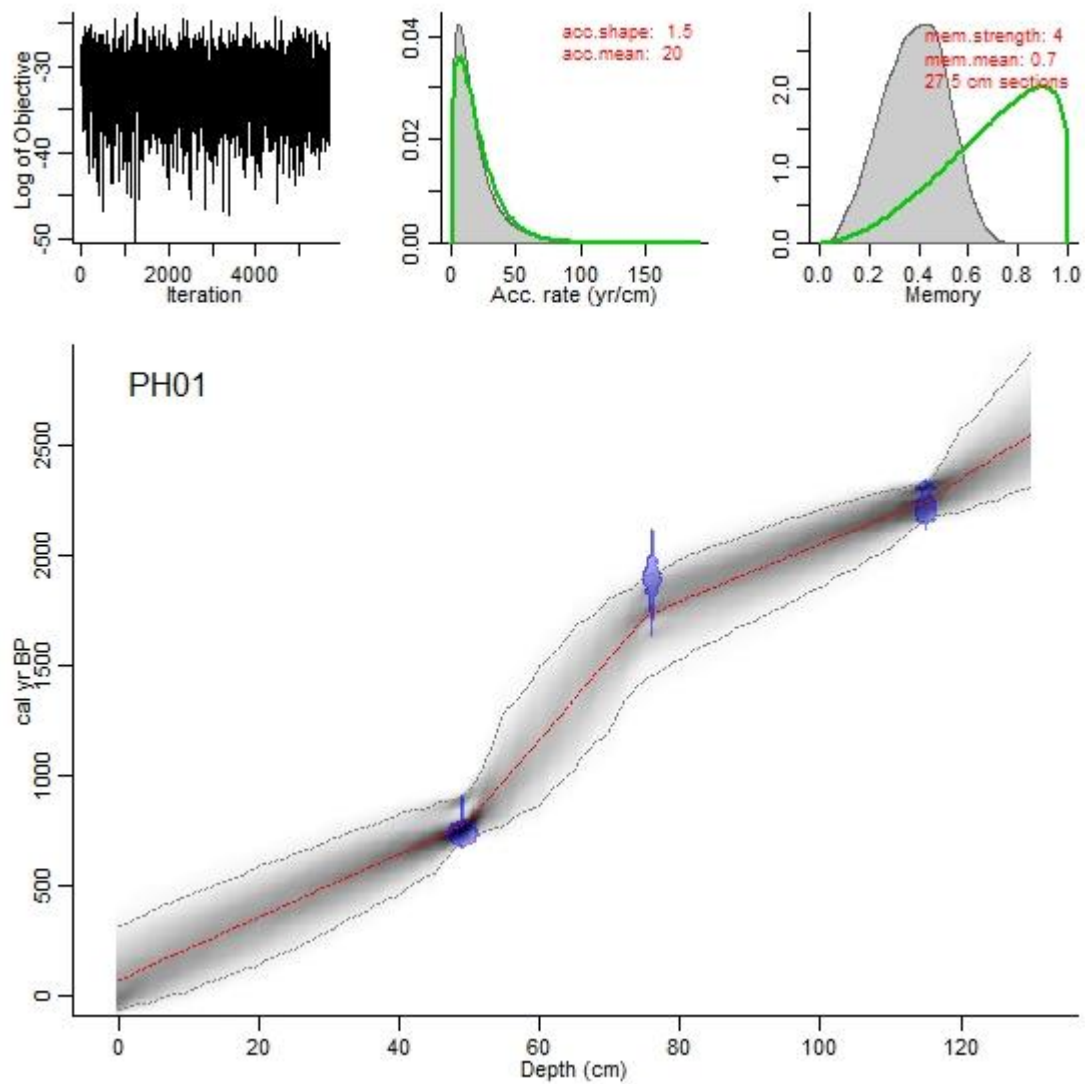 Log of Objective
-50
-40
-30
0
2000
4000
Iteration
0.00
0.02
0.04
acc.shape: 1.5
acc.mean: 20
0
50
100
150
Acc. rate (yr/cm)
0.0
1.0
2.0
mem.strength: 4
mem.mean: 0.7
27.5 cm sections
0.0
0.2
0.4
0.6
0.8
1.0
Memory
PH01
cal yr BP
0
500
1000
1500
2000
2500
0
20
40
60
80
100
120
Depth (cm)